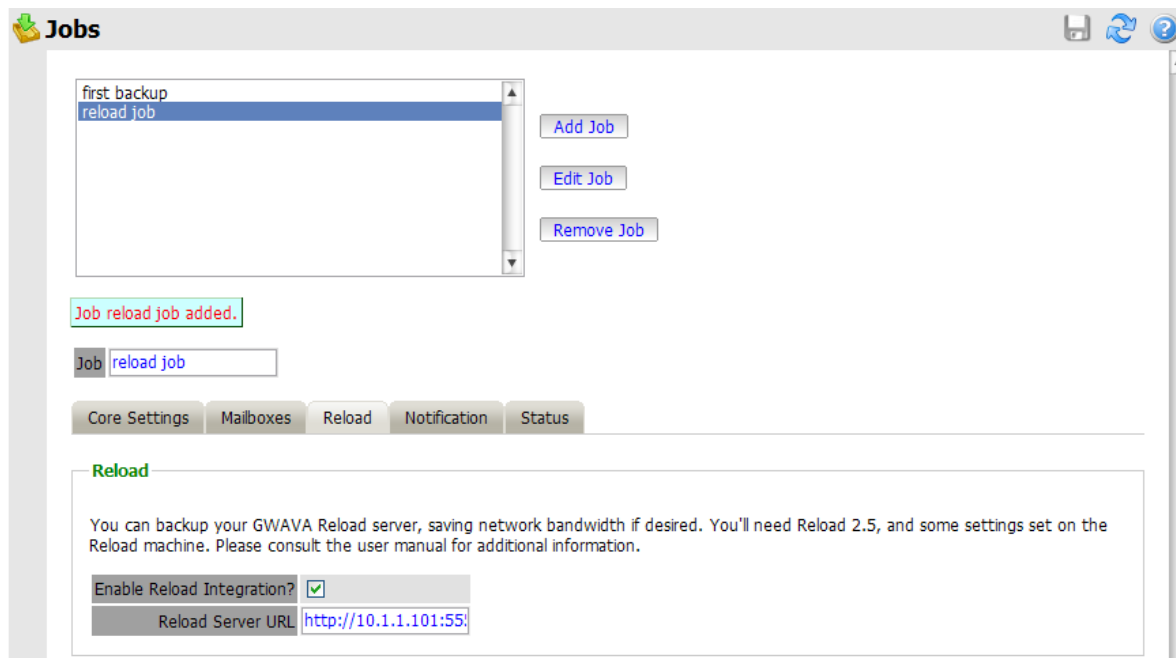 Jobs
first backup
reload job
Add Job
Edit Job
Remove Job
Job reload job added.
Job reload job
Core Settings Mailboxes Reload Notification Status
Reload
You can backup your GWAVA Reload server, saving network bandwidth if desired. You'll need Reload 2.5, and some settings set on the
Reload machine. Please consult the user manual for additional information.
Enable Reload Integration?
Reload Server URL http://10.1.1.101:55